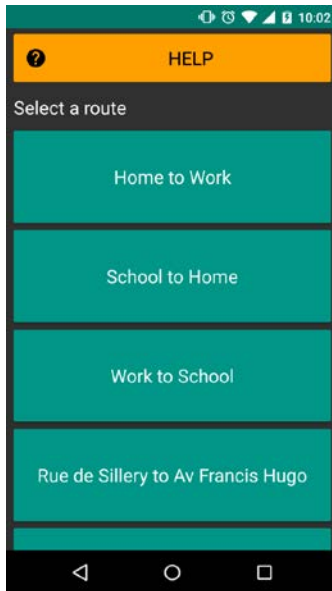 10:02
HELP
Select a route
Home to Work
School to Home
Work to School
Rue de Sillery to Av Francis Hugo